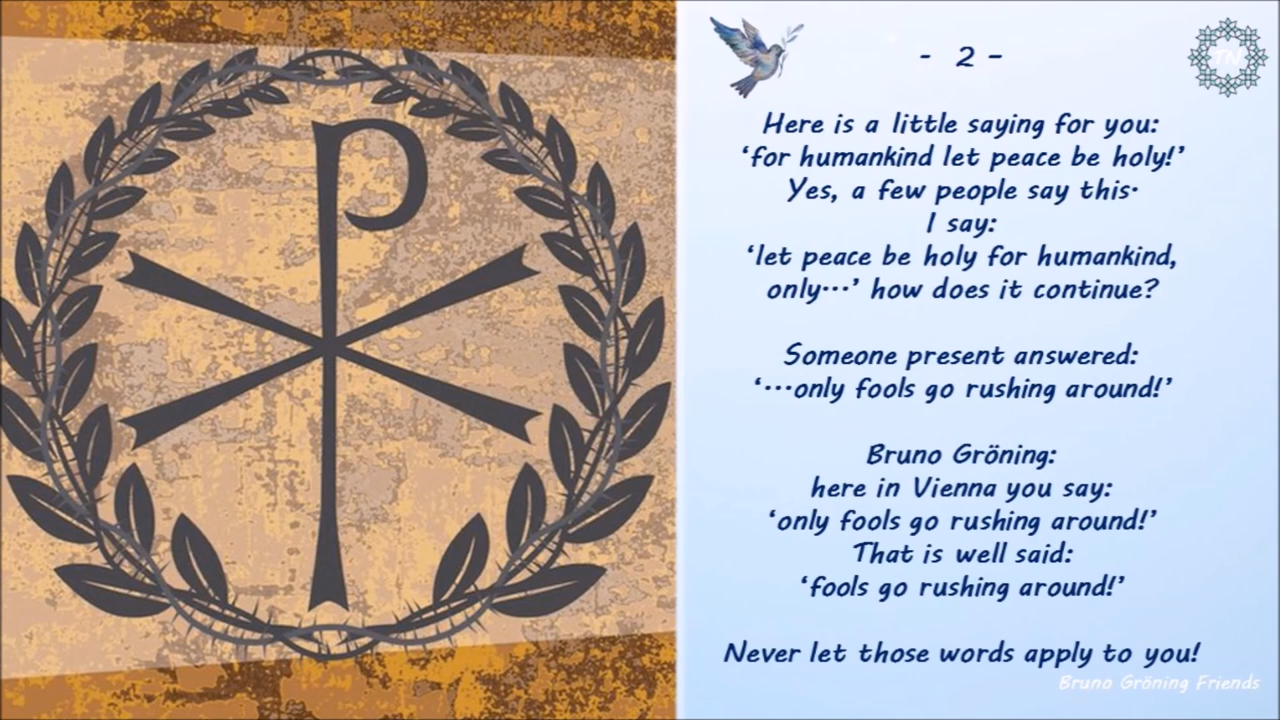 - 2 -
TN
Here is a little saying for you:
‘for humankind let peace be holy!’
Yes, a few people say this·
I say:
‘let peace be holy for humankind,
only···’ how does it continue?
Someone present answered:
‘···only fools go rushing around!’
Bruno Gröning:
here in Vienna you say:
‘only fools go rushing around!’
That is well said:
‘fools go rushing around!’
Never let those words apply to you!
Bruno Gröning Friends